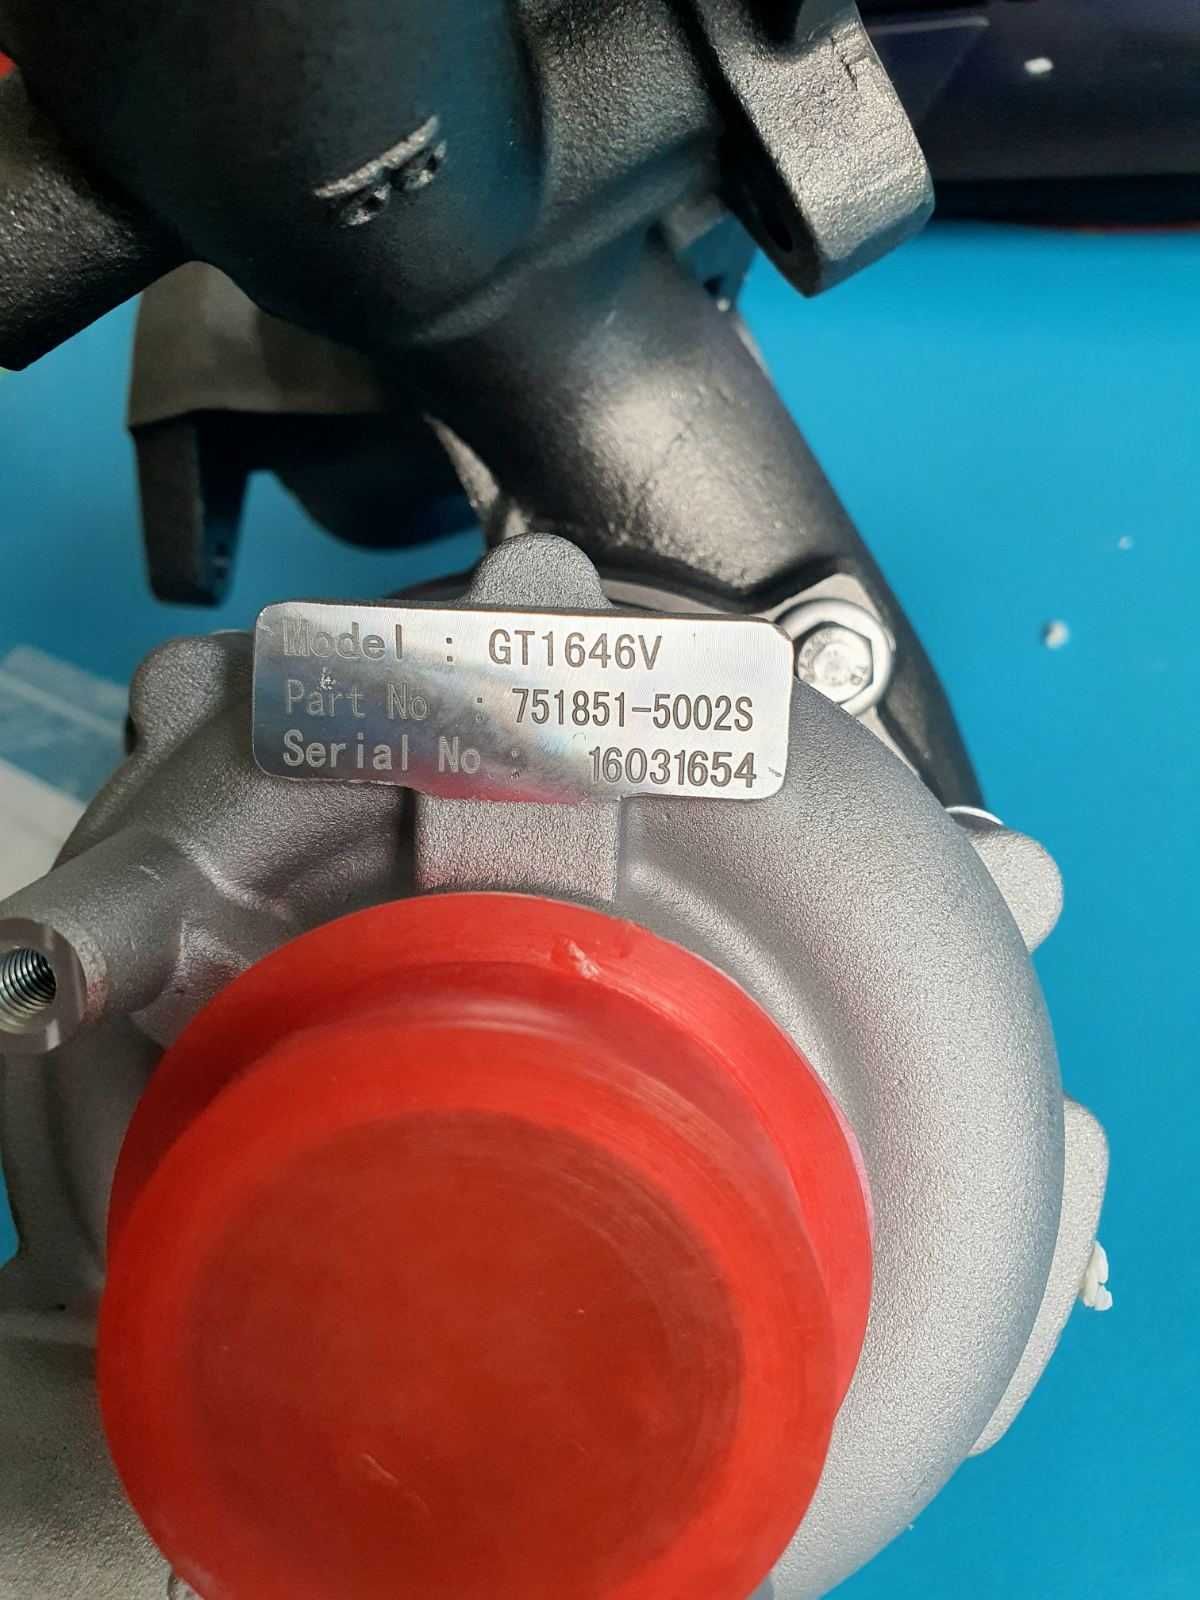 Model : GT1646V
Part No : 751851-5002S
Serial No : 16031654